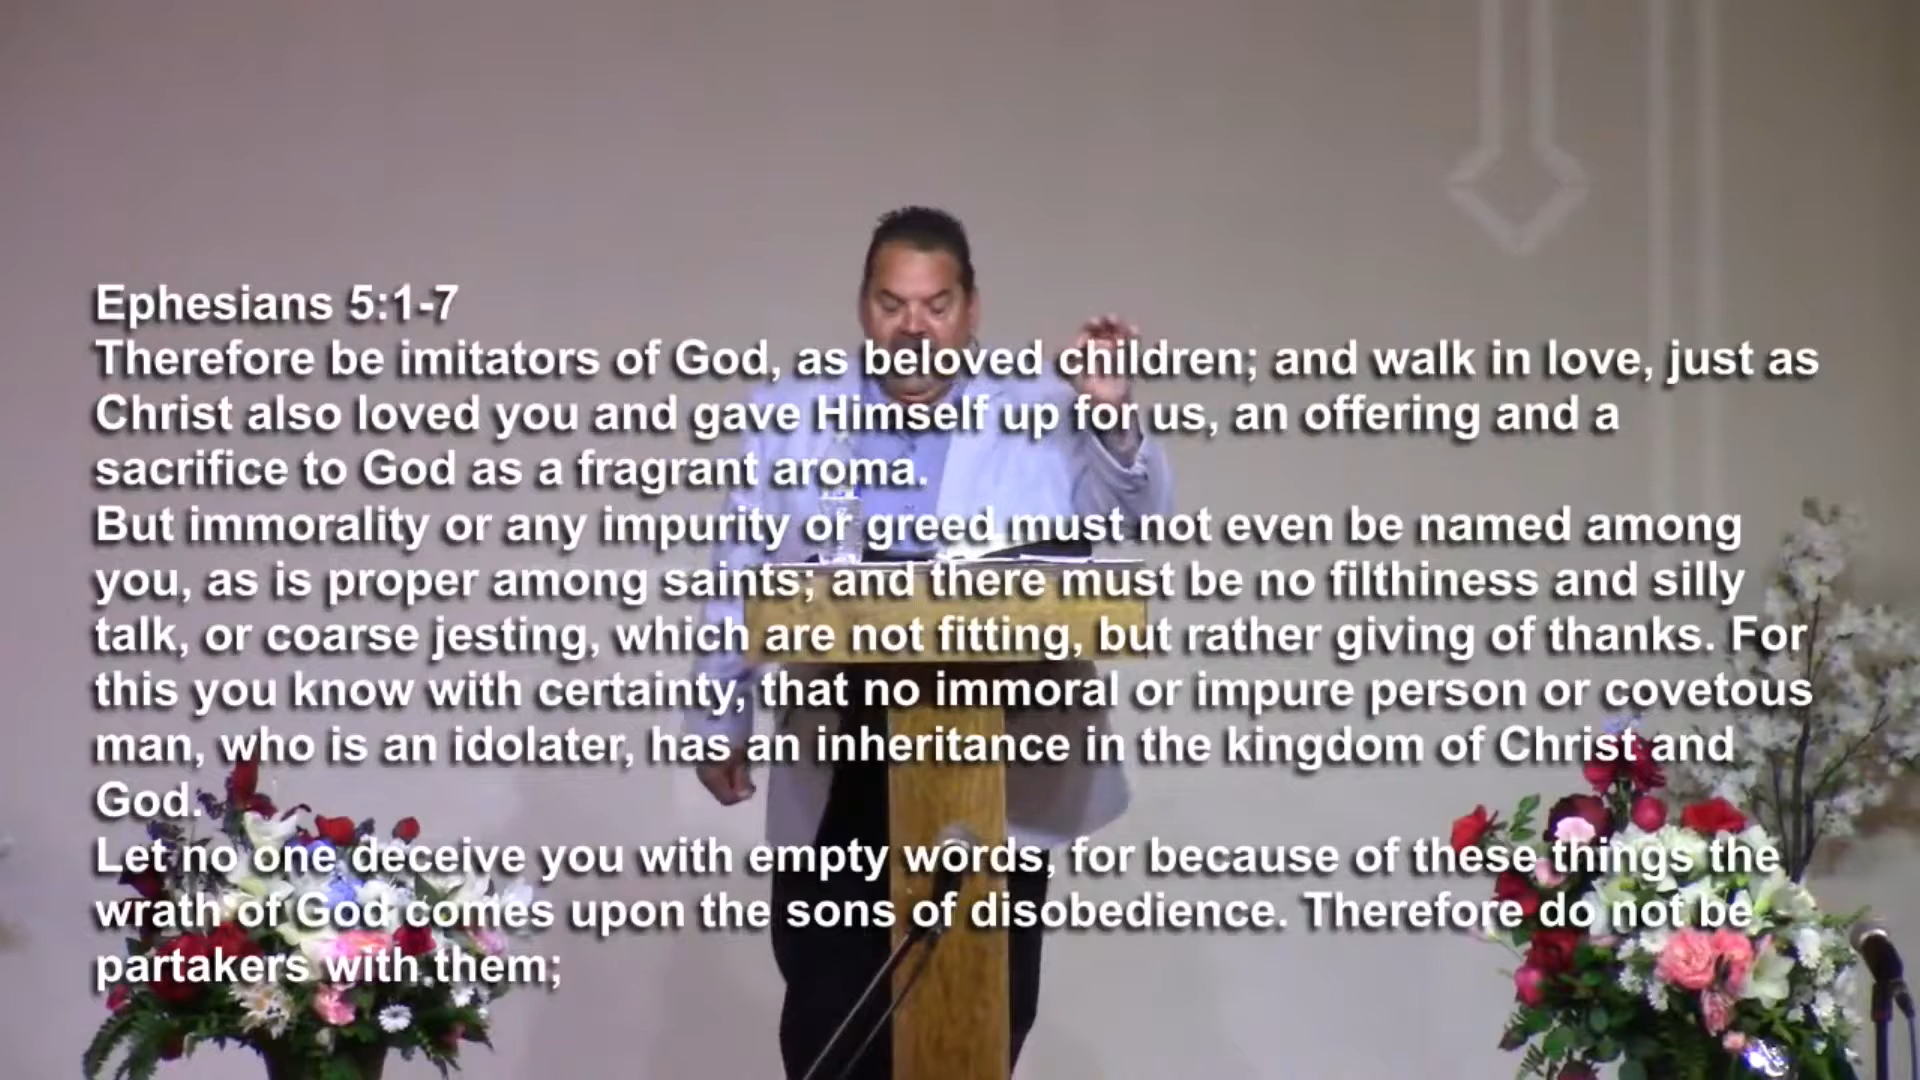 Ephesians 5:1-7
Therefore be imitators of God, as beloved children; and walk in love, just as
Christ also loved you and gave Himself up for us, an offering and a
sacrifice to God as a fragrant aroma.
But immorality or any impurity or greed must not even be named among
you, as is proper among saints; and there must be no filthiness and silly
talk, or coarse jesting, which are not fitting, but rather giving of thanks. For
this you know with certainty, that no immoral or impure person or covetous
man, who is an idolater, has an inheritance in the kingdom of Christ and
God.
Let no one deceive you with empty words, for because of these things the
wrath of God comes upon the sons of disobedience. Therefore do not be
partakers with them;